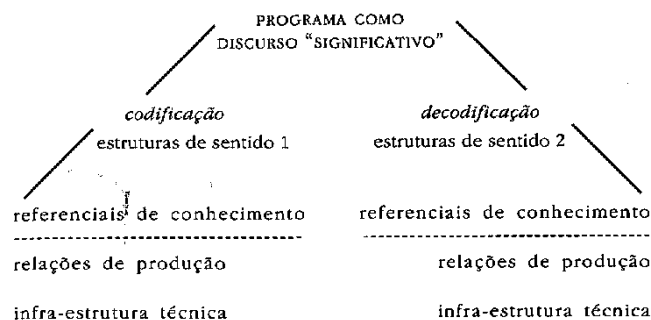 PROGRAMA COMO
DISCURSO “SIGNIFICATIVO”
codificação
estruturas de sentido 1
decodificação
estruturas de sentido 2
referenciais de conhecimento
referenciais de conhecimento
relações de produção
relações de produção
infra-estrutura técnica
infra-estrutura técnica